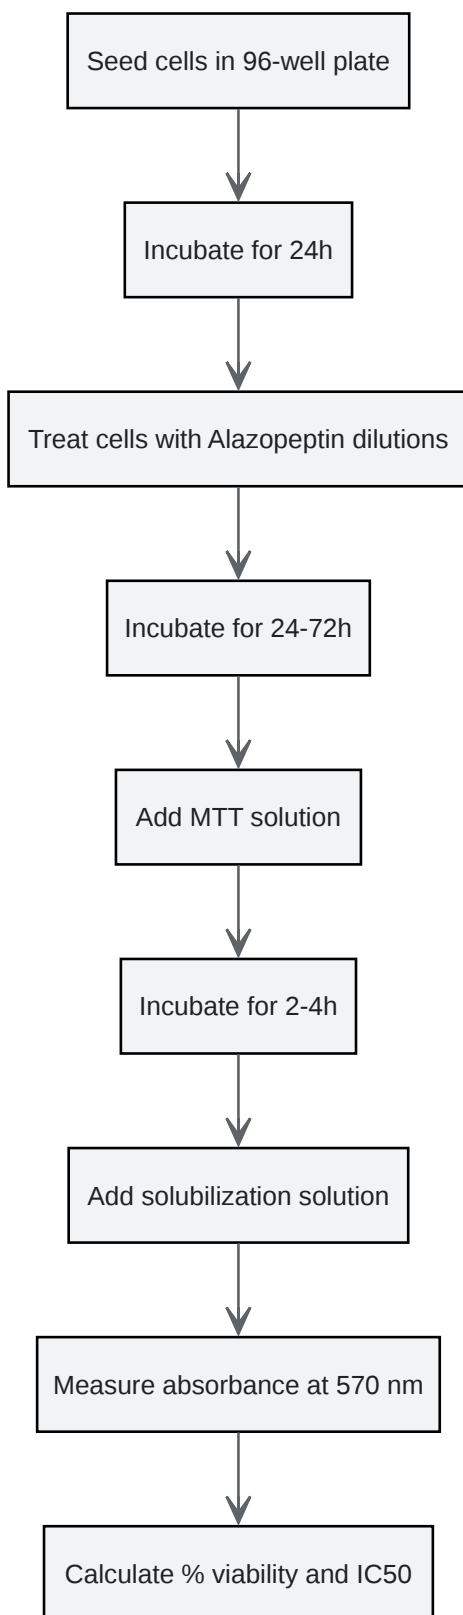 Seed cells in 96-well plate
Incubate for 24h
Treat cells with Alazopeptin dilutions
Incubate for 24-72h
Add MTT solution
Incubate for 2-4h
Add solubilization solution
Measure absorbance at 570 nm
Calculate % viability and IC50